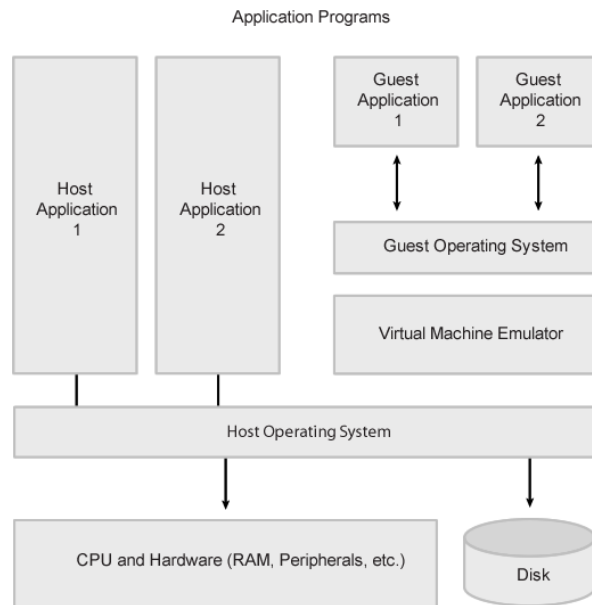 Application Programs
Host
Application
1
Host
Application
2
Guest
Application
1
Guest
Application
2
Guest Operating System
Virtual Machine Emulator
Host Operating System
CPU and Hardware (RAM, Peripherals, etc.)
Disk